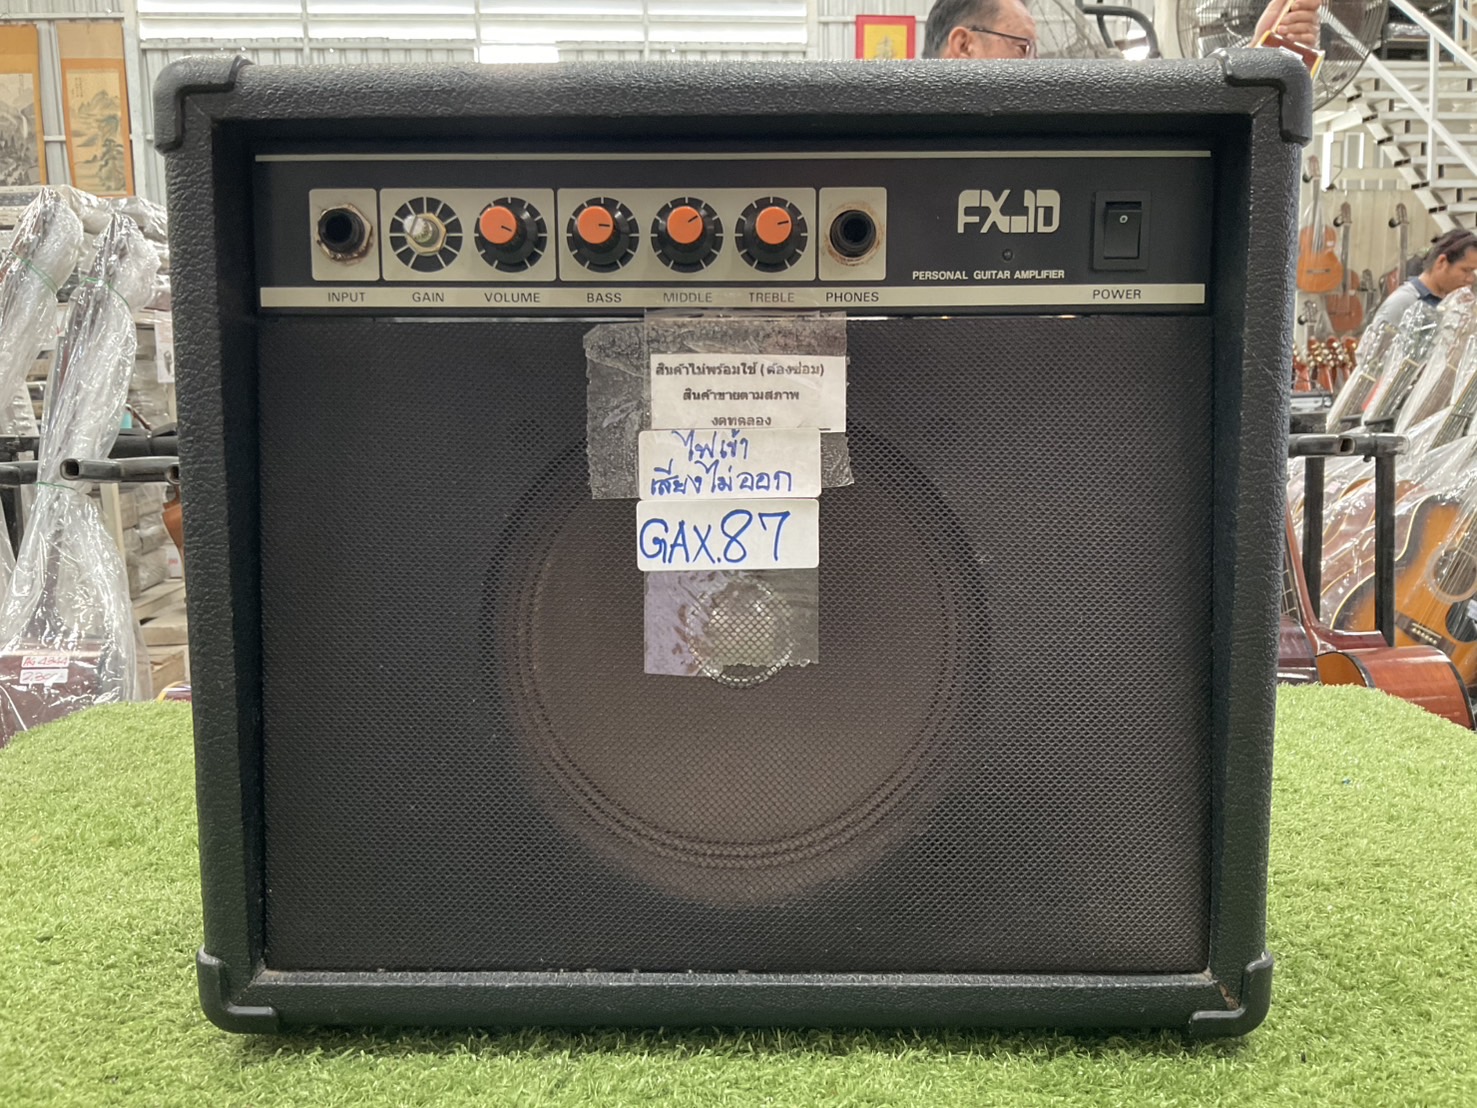 FX-10
PERSONAL GUITAR AMPLIFIER
INPUT GAIN VOLUME BASS MIDDLE TREBLE PHONES POWER
สินค้าไม่พร้อมใช้ (ต้องซ่อม)
สินค้าขายตามสภาพ
งดทดลอง
ไฟเข้า
เสียงไม่ออก
GAX.87